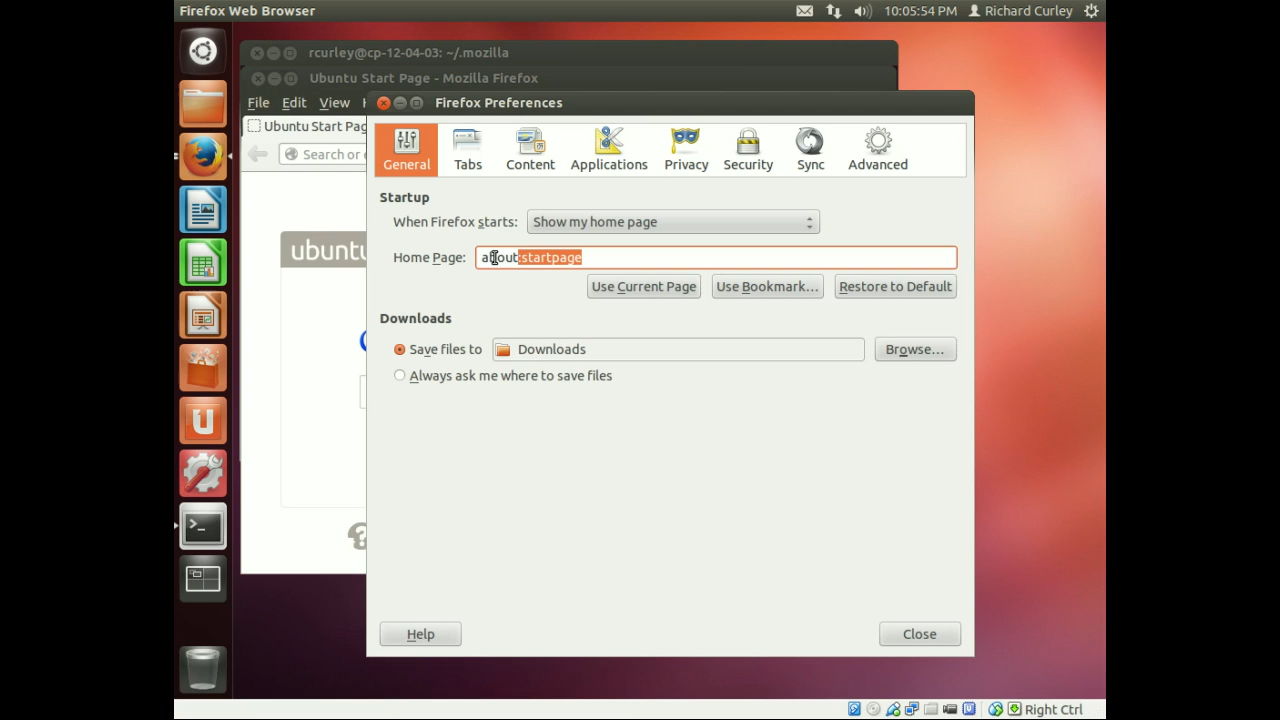 Firefox Web Browser
10:05:54 PM
Richard Curley
rcurley@cp-12-04-03: ~/.mozilla
Ubuntu Start Page - Mozilla Firefox
File
Edit
View
Firefox Preferences
Ubuntu Start Pag
Search or e
General
Tabs
Content
Applications
Privacy
Security
Sync
Advanced
Startup
When Firefox starts:
Show my home page
ubuntu
Home Page:
about:startpage
Use Current Page
Use Bookmark...
Restore to Default
Downloads
Save files to
Downloads
Browse...
Always ask me where to save files
Help
Close
Right Ctrl